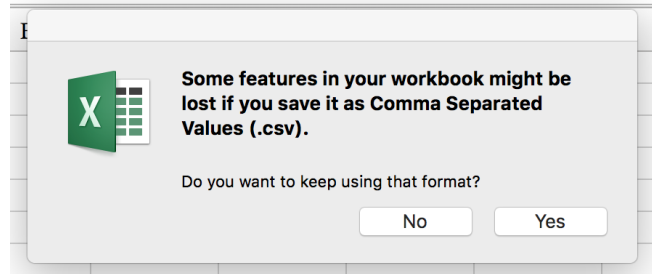 Some features in your workbook might be
lost if you save it as Comma Separated
Values (.csv).
Do you want to keep using that format?
No Yes